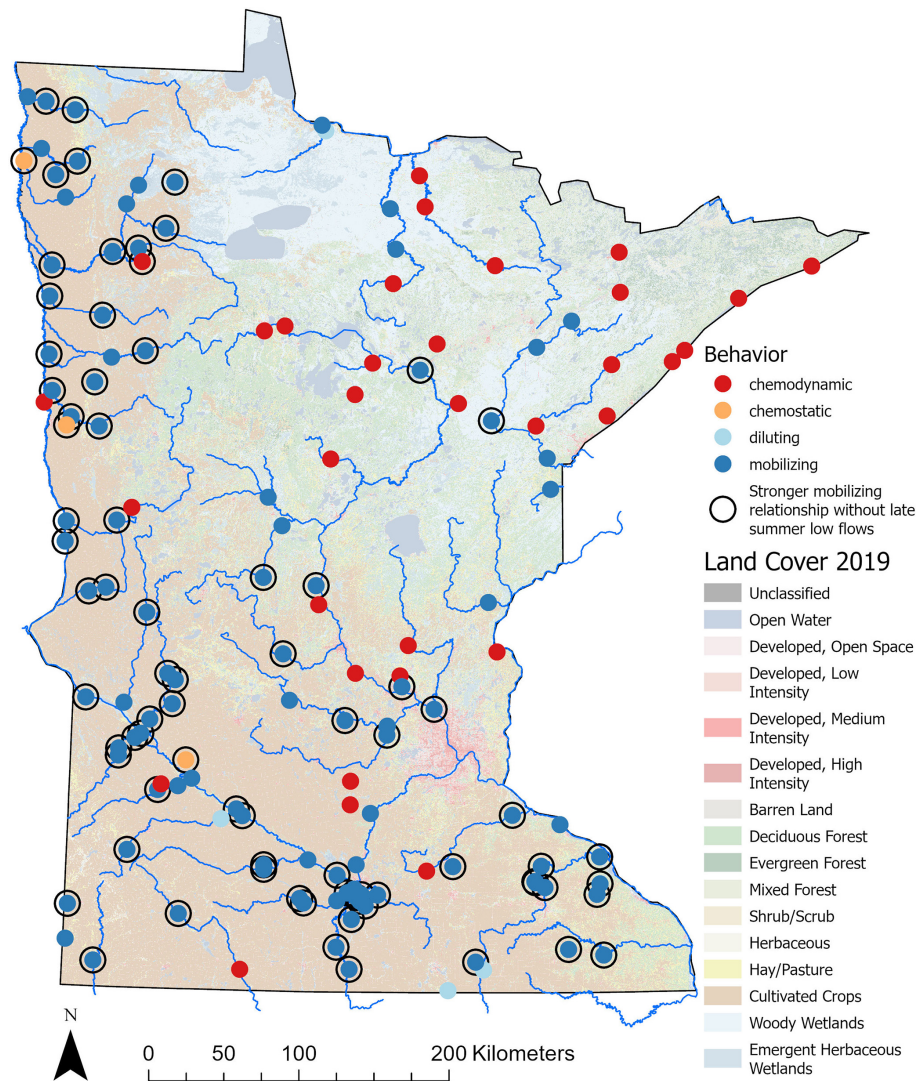 Behavior
chemodynamic
chemostatic
diluting
mobilizing
Stronger mobilizing
relationship without late
summer low flows
Land Cover 2019
Unclassified
Open Water
Developed, Open Space
Developed, Low
Intensity
Developed, Medium
Intensity
Developed, High
Intensity
Barren Land
Deciduous Forest
Evergreen Forest
Mixed Forest
Shrub/Scrub
Herbaceous
Hay/Pasture
Cultivated Crops
Woody Wetlands
Emergent Herbaceous
Wetlands
N
0 50 100 200 Kilometers